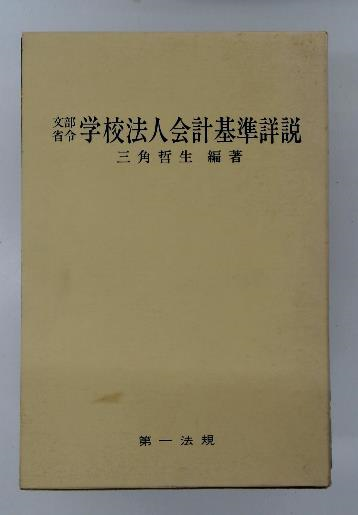 文部省令 学校法人会計基準詳説
三角哲生 編著
第一法規